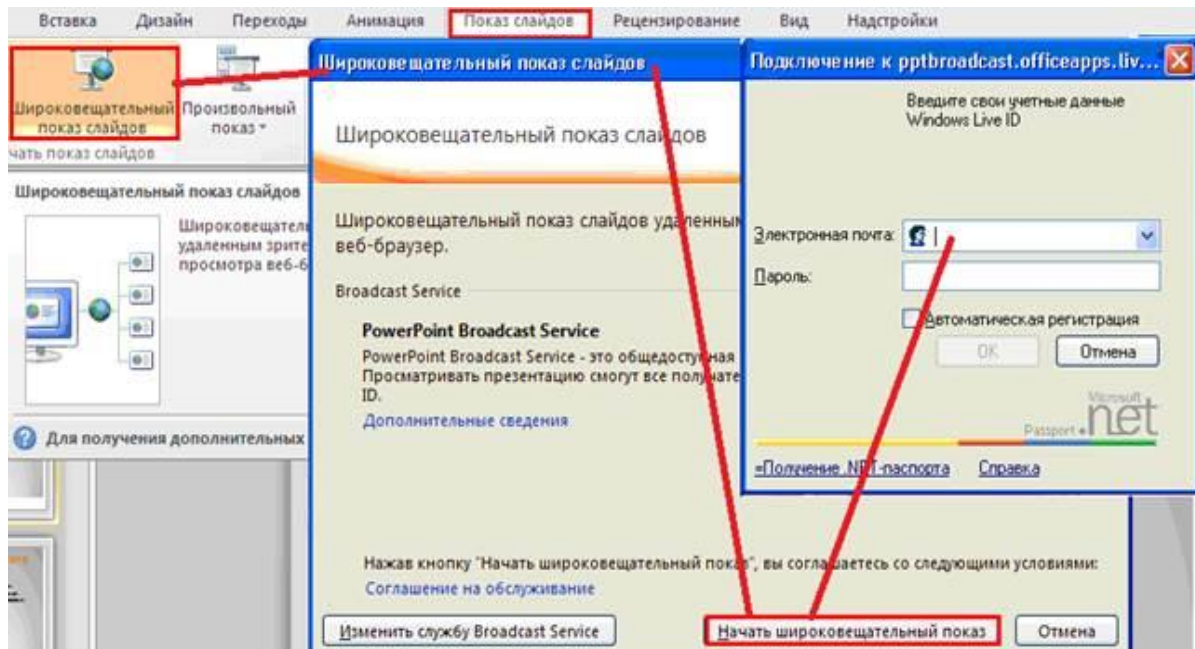 Вставка Дизайн Переходы Анимация Показ слайдов Рецензирование Вид Надстройки
Широковещательный показ слайдов
Произвольный показ
чать показ слайдов
Широковещательный показ слайдов
Широковещатель
удаленным зрите
просмотра веб-б
Для получения дополнительных
Широковещательный показ слайдов
Широковещательный показ слайдов
Широковещательный показ слайдов удаленным
веб-браузер.
Broadcast Service
PowerPoint Broadcast Service
PowerPoint Broadcast Service - это общедоступная
Просматривать презентацию смогут все получате
ID.
Дополнительные сведения
Нажав кнопку "Начать широковещательный показ", вы соглашаетесь со следующими условиями:
Соглашение на обслуживание
Изменить службу Broadcast Service
Начать широковещательный показ
Отмена
Подключение к pptbroadcast.officeapps.liv...
Введите свои учетные данные
Windows Live ID
Электронная почта:
Пароль:
Автоматическая регистрация
OK
Отмена
Microsoft
Passport
net
=Получение .NET-паспорта Справка